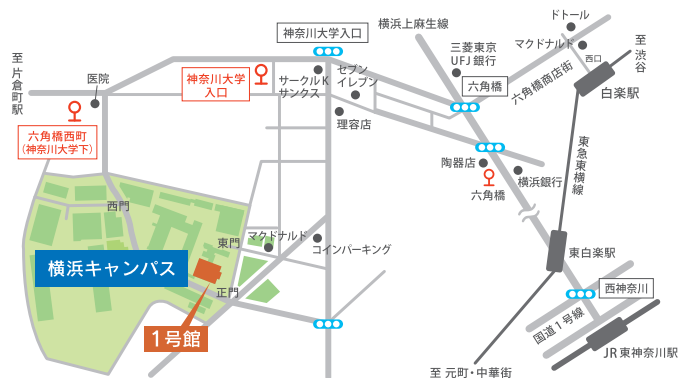 ドトール
神奈川大学入口
横浜上麻生線
マクドナルド
至渋谷
三菱東京
UFJ銀行
西口
至片倉町駅
医院
神奈川大学
入口
サークルK
サンクス
セブン
イレブン
六角橋
六角橋商店街
白楽駅
六角橋西町
(神奈川大学下)
理容店
東急東横線
陶器店
六角橋
横浜銀行
西門
東門
マクドナルド
コインパーキング
東白楽駅
横浜キャンパス
正門
西神奈川
1号館
国道1号線
JR東神奈川駅
至 元町・中華街